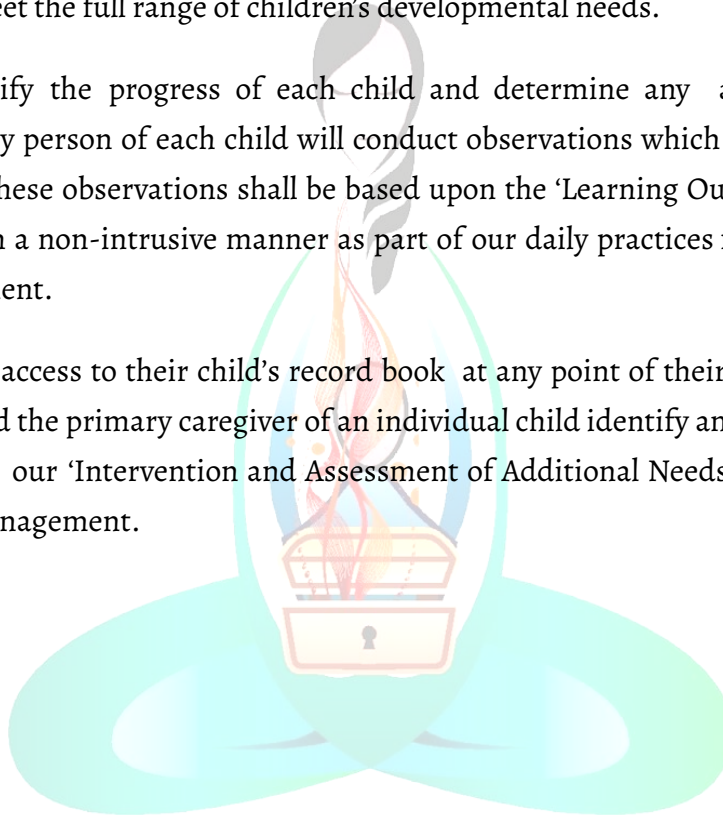 eet the full range of children's developmental needs.
ify the progress of each child and determine any a
y person of each child will conduct observations which
hese observations shall be based upon the ‘Learning Ou
n a non-intrusive manner as part of our daily practices
ent.
access to their child’s record book at any point of their
d the primary caregiver of an individual child identify an
our ‘Intervention and Assessment of Additional Needs
nagement.